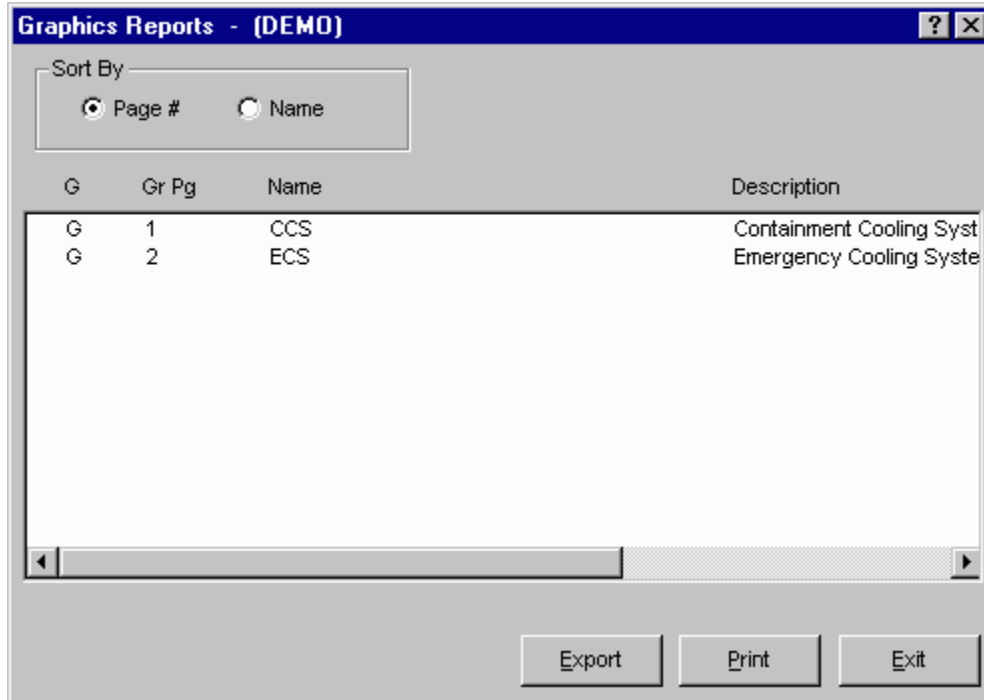 Graphics Reports - (DEMO)
Sort By
Page # Name
G Gr Pg Name Description
G 1 CCS Containment Cooling Syst
G 2 ECS Emergency Cooling Syste
Export Print Exit